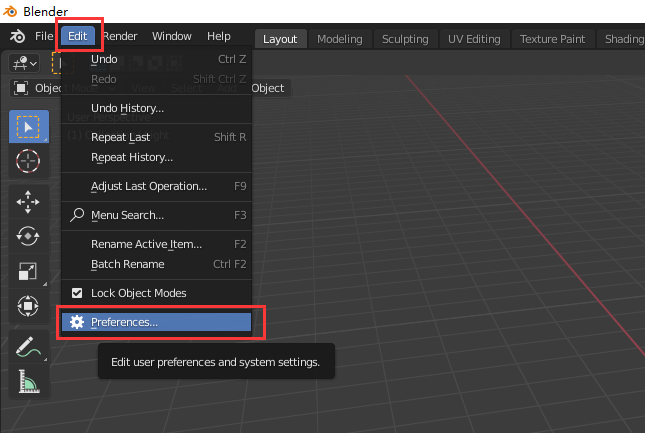 Blender
File Edit Render Window Help Layout Modeling Sculpting UV Editing Texture Paint Shading
Undo Ctrl Z
Redo Shift Ctrl Z
Object
Undo History...
Repeat Last Shift R
Repeat History...
Adjust Last Operation... F9
Menu Search... F3
Rename Active Item... F2
Batch Rename Ctrl F2
Lock Object Modes
Preferences...
Edit user preferences and system settings.